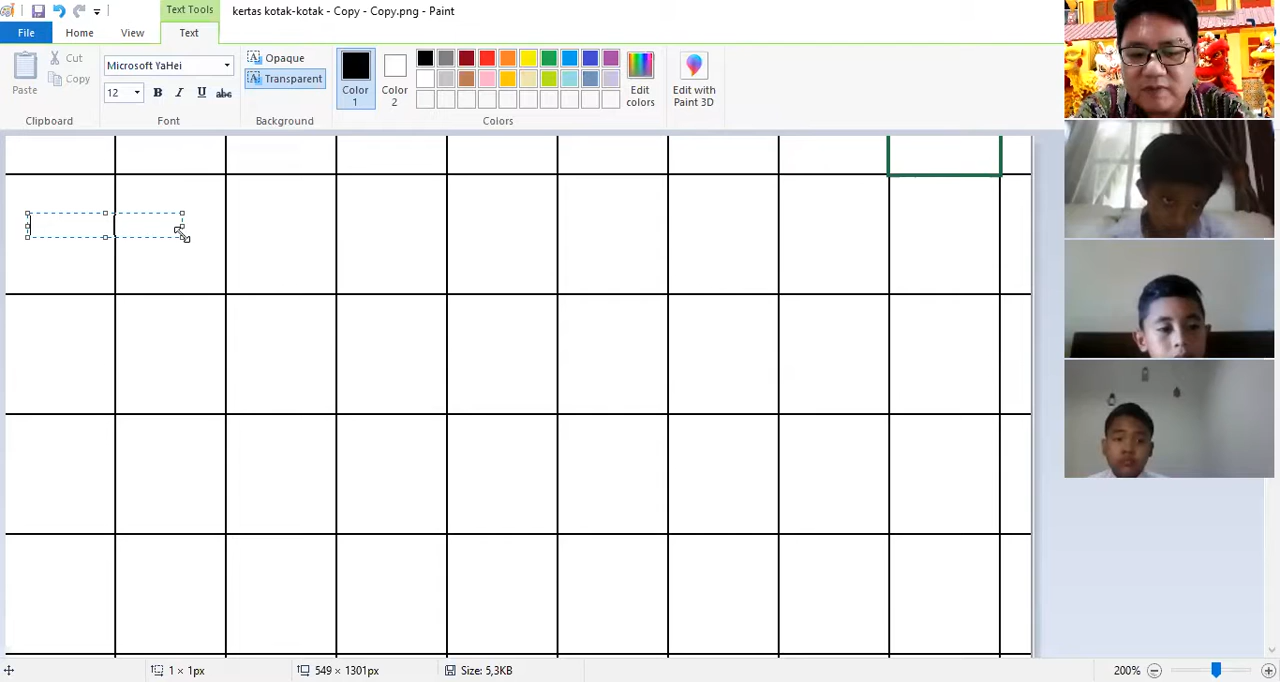 Text Tools
kertas kotak-kotak - Copy - Copy.png - Paint
File
Home
View
Text
Paste
Cut
Copy
Clipboard
Microsoft YaHei
12
B I U abc
Font
Opaque
Transparent
Background
Color 1
Color 2
Edit colors
Colors
Edit with Paint 3D
1 × 1px
549 × 1301px
Size: 5,3KB
200%